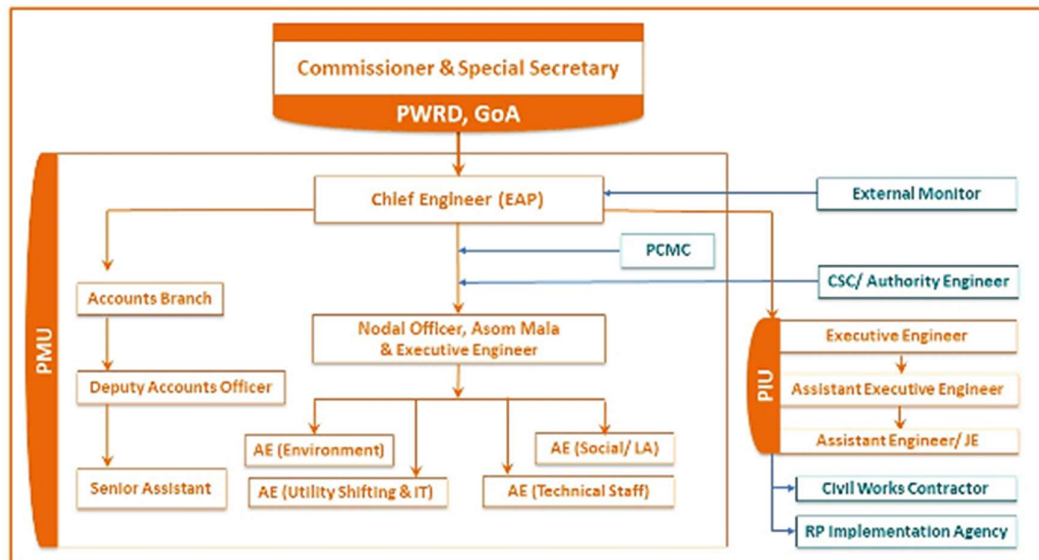 Commissioner & Special Secretary
PWRD, GoA
PMU
Chief Engineer (EAP)
External Monitor
PCMC
CSC/ Authority Engineer
Accounts Branch
Nodal Officer, Asom Mala
& Executive Engineer
PIU
Executive Engineer
Deputy Accounts Officer
Assistant Executive Engineer
AE (Environment)
AE (Social/ LA)
Assistant Engineer/ JE
Senior Assistant
AE (Utility Shifting & IT)
AE (Technical Staff)
Civil Works Contractor
RP Implementation Agency